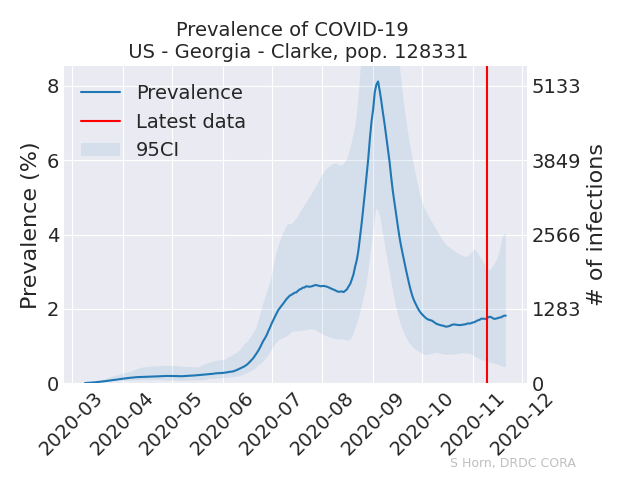 Prevalence of COVID-19
US - Georgia - Clarke, pop. 128331
Prevalence
Latest data
95CI
Prevalence (%)
8
6
4
2
0
5133
3849
2566
1283
0
# of infections
2020-03
2020-04
2020-05
2020-06
2020-07
2020-08
2020-09
2020-10
2020-11
2020-12
S Horn, DRDC CORA